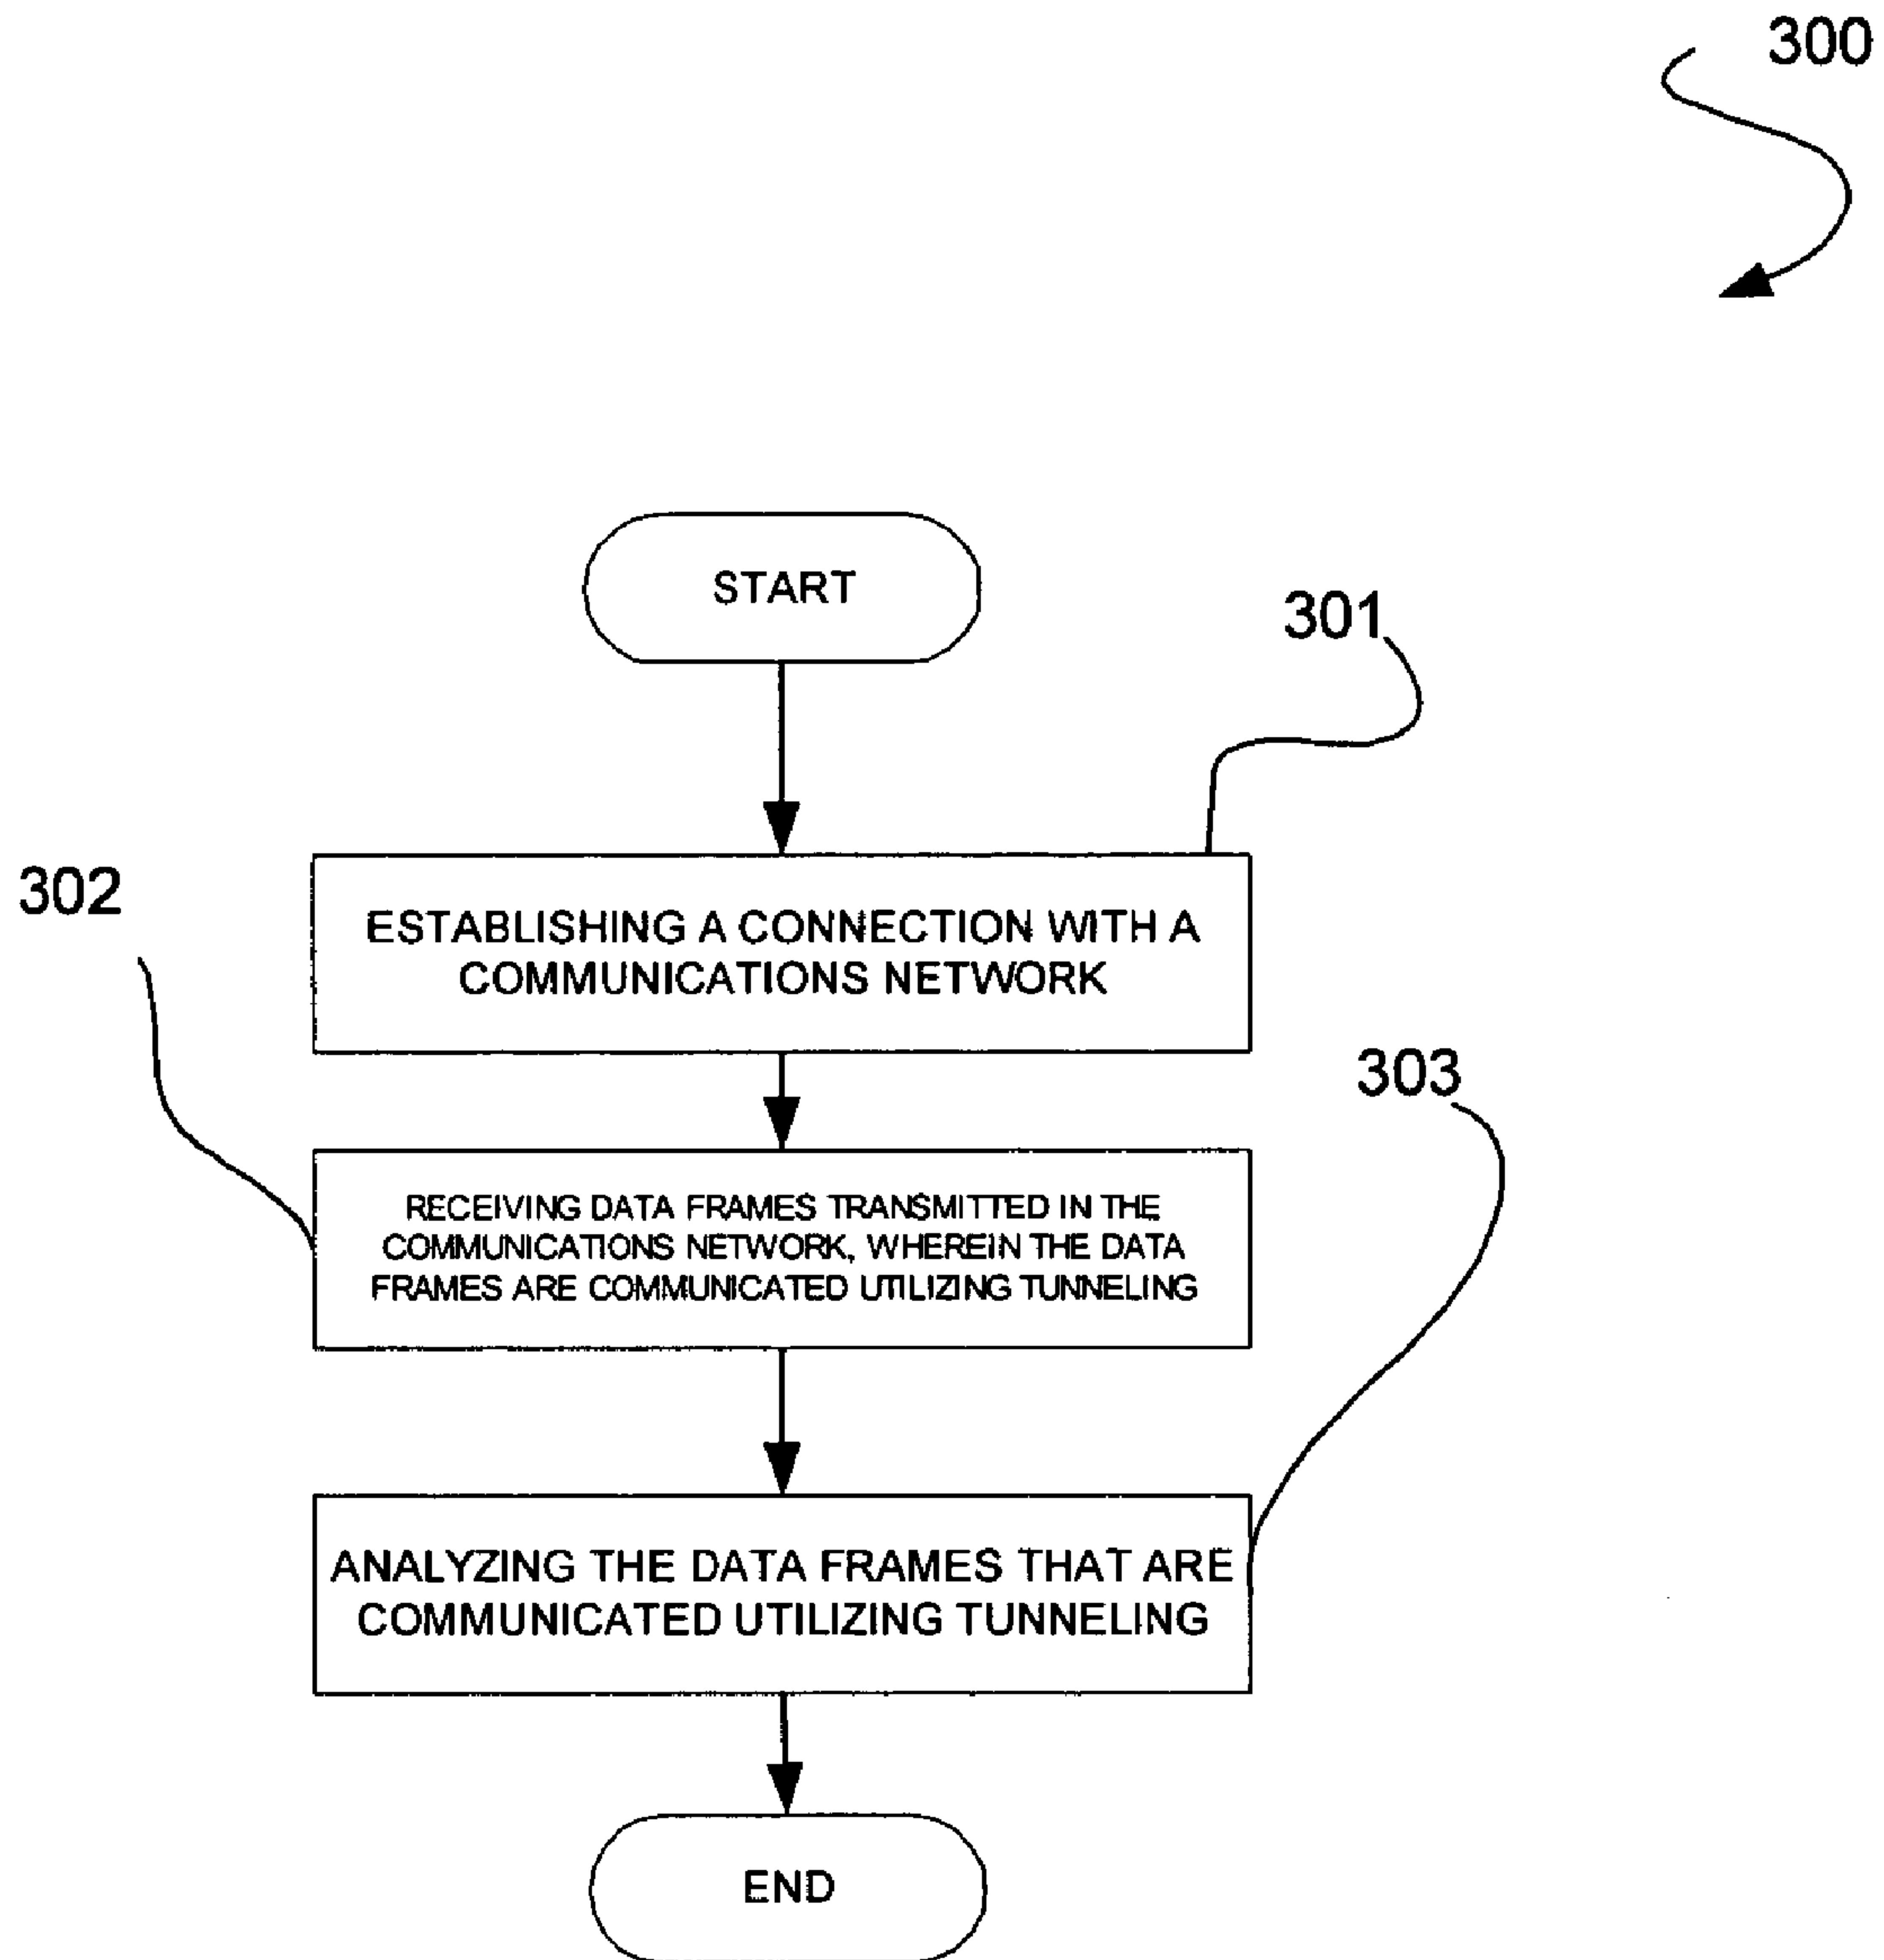 300
START
301
ESTABLISHING A CONNECTION WITH A
COMMUNICATIONS NETWORK
302
303
RECEIVING DATA FRAMES TRANSMITTED IN THE
COMMUNICATIONS NETWORK, WHEREIN THE DATA
FRAMES ARE COMMUNICATED UTILIZING TUNNELING
ANALYZING THE DATA FRAMES THAT ARE
COMMUNICATED UTILIZING TUNNELING
END